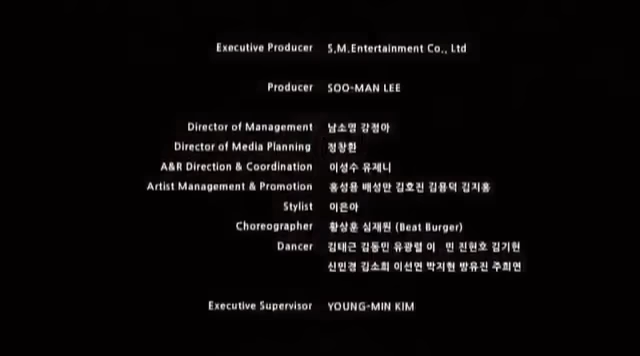 Executive Producer S.M.Entertainment Co., Ltd
Producer SOO-MAN LEE
Director of Management 남소영 강정아
Director of Media Planning 정창환
A&R Direction & Coordination 이성수 유제니
Artist Management & Promotion 홍성용 배성만 김호진 김용덕 김지홍
Stylist 이은아
Choreographer 황상훈 심재원 (Beat Burger)
Dancer 김태근 김동민 유광렬 이 민 진현호 김기현
신민경 김소희 이선연 박지현 방유진 주희연
Executive Supervisor YOUNG-MIN KIM